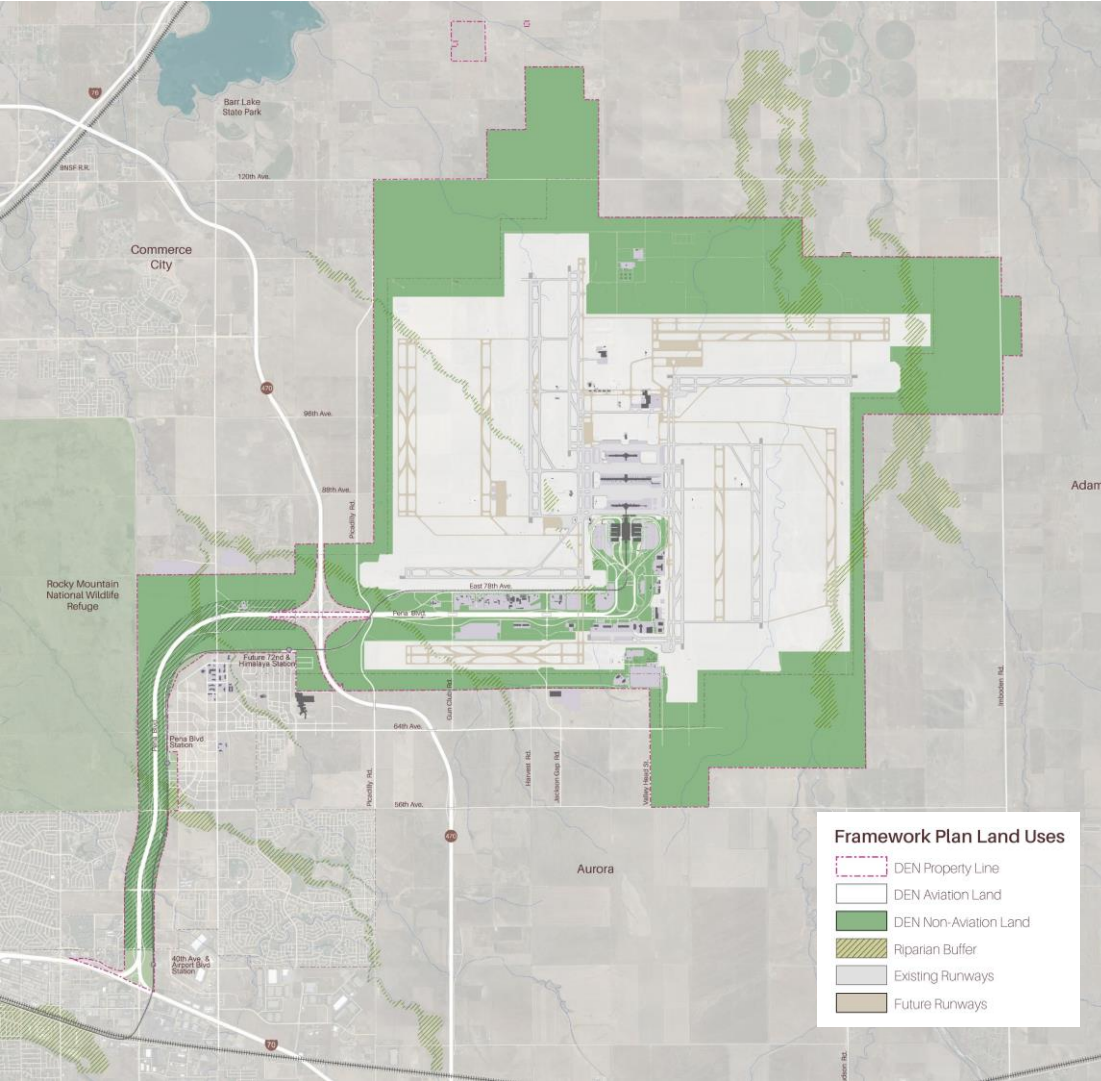 76
Barr Lake
State Park
BNSF R.R.
120th Ave.
Commerce
City
470
96th Ave.
88th Ave.
Picadilly Rd.
Adam
Rocky Mountain
National Wildlife
Refuge
East 78th Ave.
Pena Blvd.
Future 72nd &
Himalaya Station
Gun Club Rd.
Imboden Rd.
64th Ave.
Pena Blvd
Pena Blvd
Station
Picadilly Rd.
Harvest Rd.
Jackson Gap Rd.
Valley Head St.
56th Ave.
470
Aurora
40th Ave. &
Airport Blvd
Station
70
Framework Plan Land Uses
DEN Property Line
DEN Aviation Land
DEN Non-Aviation Land
Riparian Buffer
Existing Runways
Future Runways